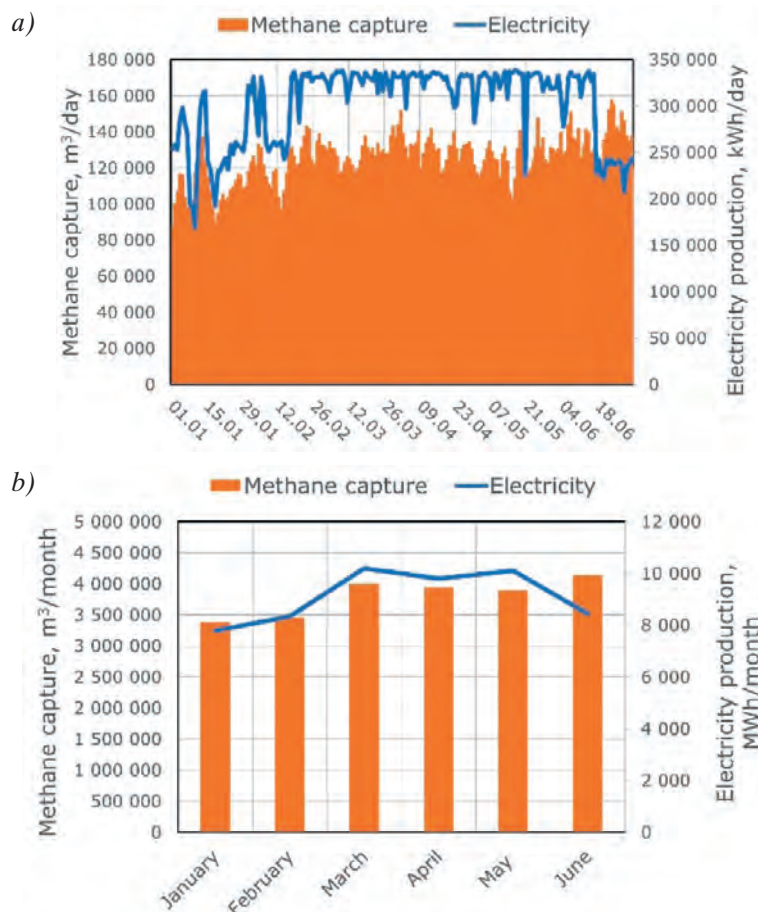 a)
Methane capture Electricity
Methane capture, m³/day
180 000
160 000
140 000
120 000
100 000
80 000
60 000
40 000
20 000
0
350 000
300 000
250 000
200 000
150 000
100 000
50 000
0
Electricity production, kWh/day
01.01
15.01
29.01
12.02
26.02
12.03
26.03
09.04
23.04
07.05
21.05
04.06
18.06
b)
Methane capture Electricity
Methane capture, m³/month
5 000 000
4 500 000
4 000 000
3 500 000
3 000 000
2 500 000
2 000 000
1 500 000
1 000 000
500 000
0
12 000
10 000
8 000
6 000
4 000
2 000
0
Electricity production,
MWh/month
January
February
March
April
May
June